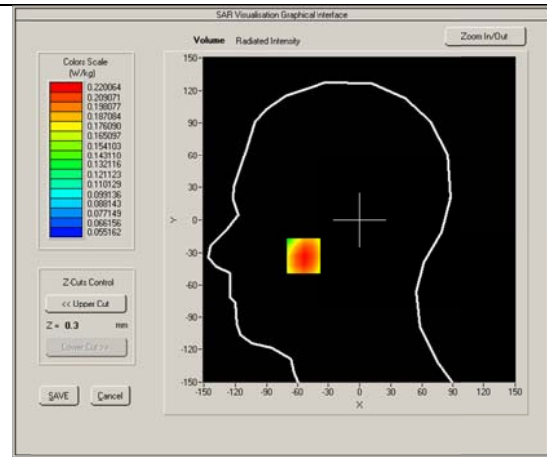 SAR Visualisation Graphical Interface
Volume Radiated Intensity
Zoom In/Out
Colors Scale
(W/kg)
0.220064
0.209071
0.198077
0.187084
0.176090
0.165097
0.154103
0.143110
0.132116
0.121123
0.110129
0.099136
0.088143
0.077149
0.066156
0.055162
Z-Cuts Control
<< Upper Cut
Z = 0.3 mm
Lower Cut >>
SAVE
Cancel
150
120
90
60
30
0
-30
-60
-90
-120
-150
Y
-150 -120 -90 -60 -30 0 30 60 90 120 150
X